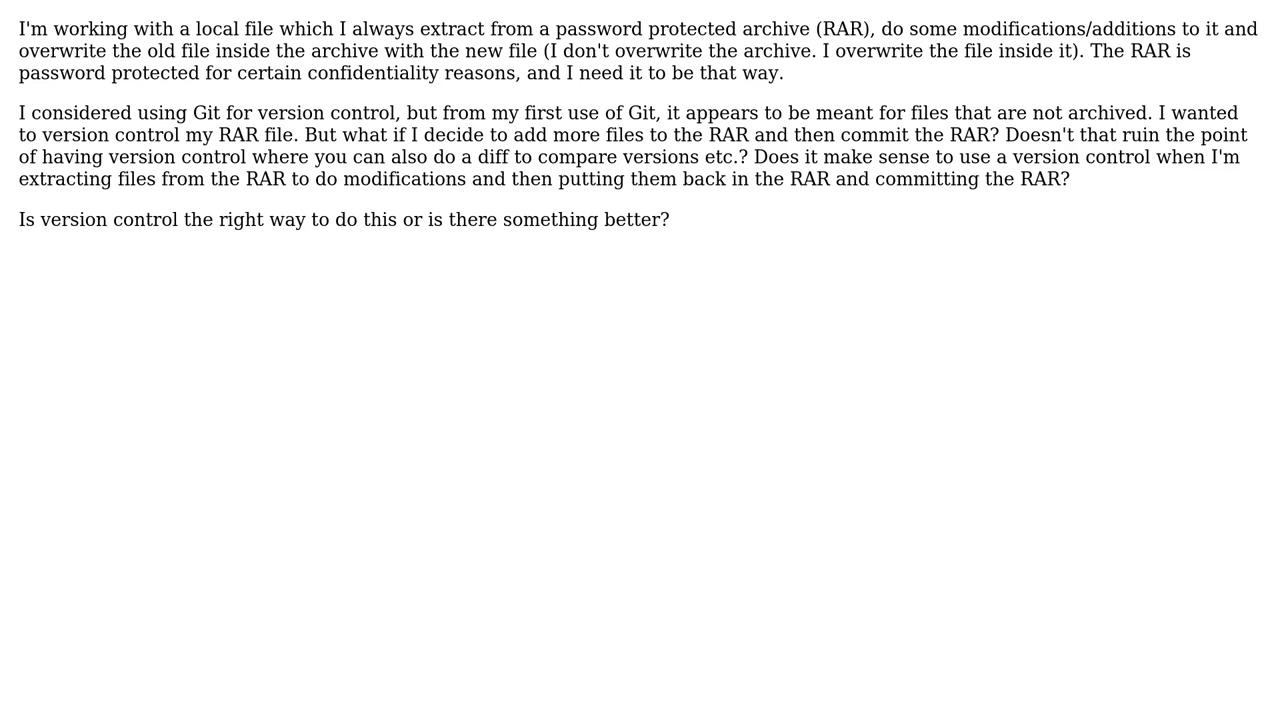 I'm working with a local file which I always extract from a password protected archive (RAR), do some modifications/additions to it and
overwrite the old file inside the archive with the new file (I don't overwrite the archive. I overwrite the file inside it). The RAR is
password protected for certain confidentiality reasons, and I need it to be that way.
I considered using Git for version control, but from my first use of Git, it appears to be meant for files that are not archived. I wanted
to version control my RAR file. But what if I decide to add more files to the RAR and then commit the RAR? Doesn't that ruin the point
of having version control where you can also do a diff to compare versions etc.? Does it make sense to use a version control when I'm
extracting files from the RAR to do modifications and then putting them back in the RAR and committing the RAR?
Is version control the right way to do this or is there something better?